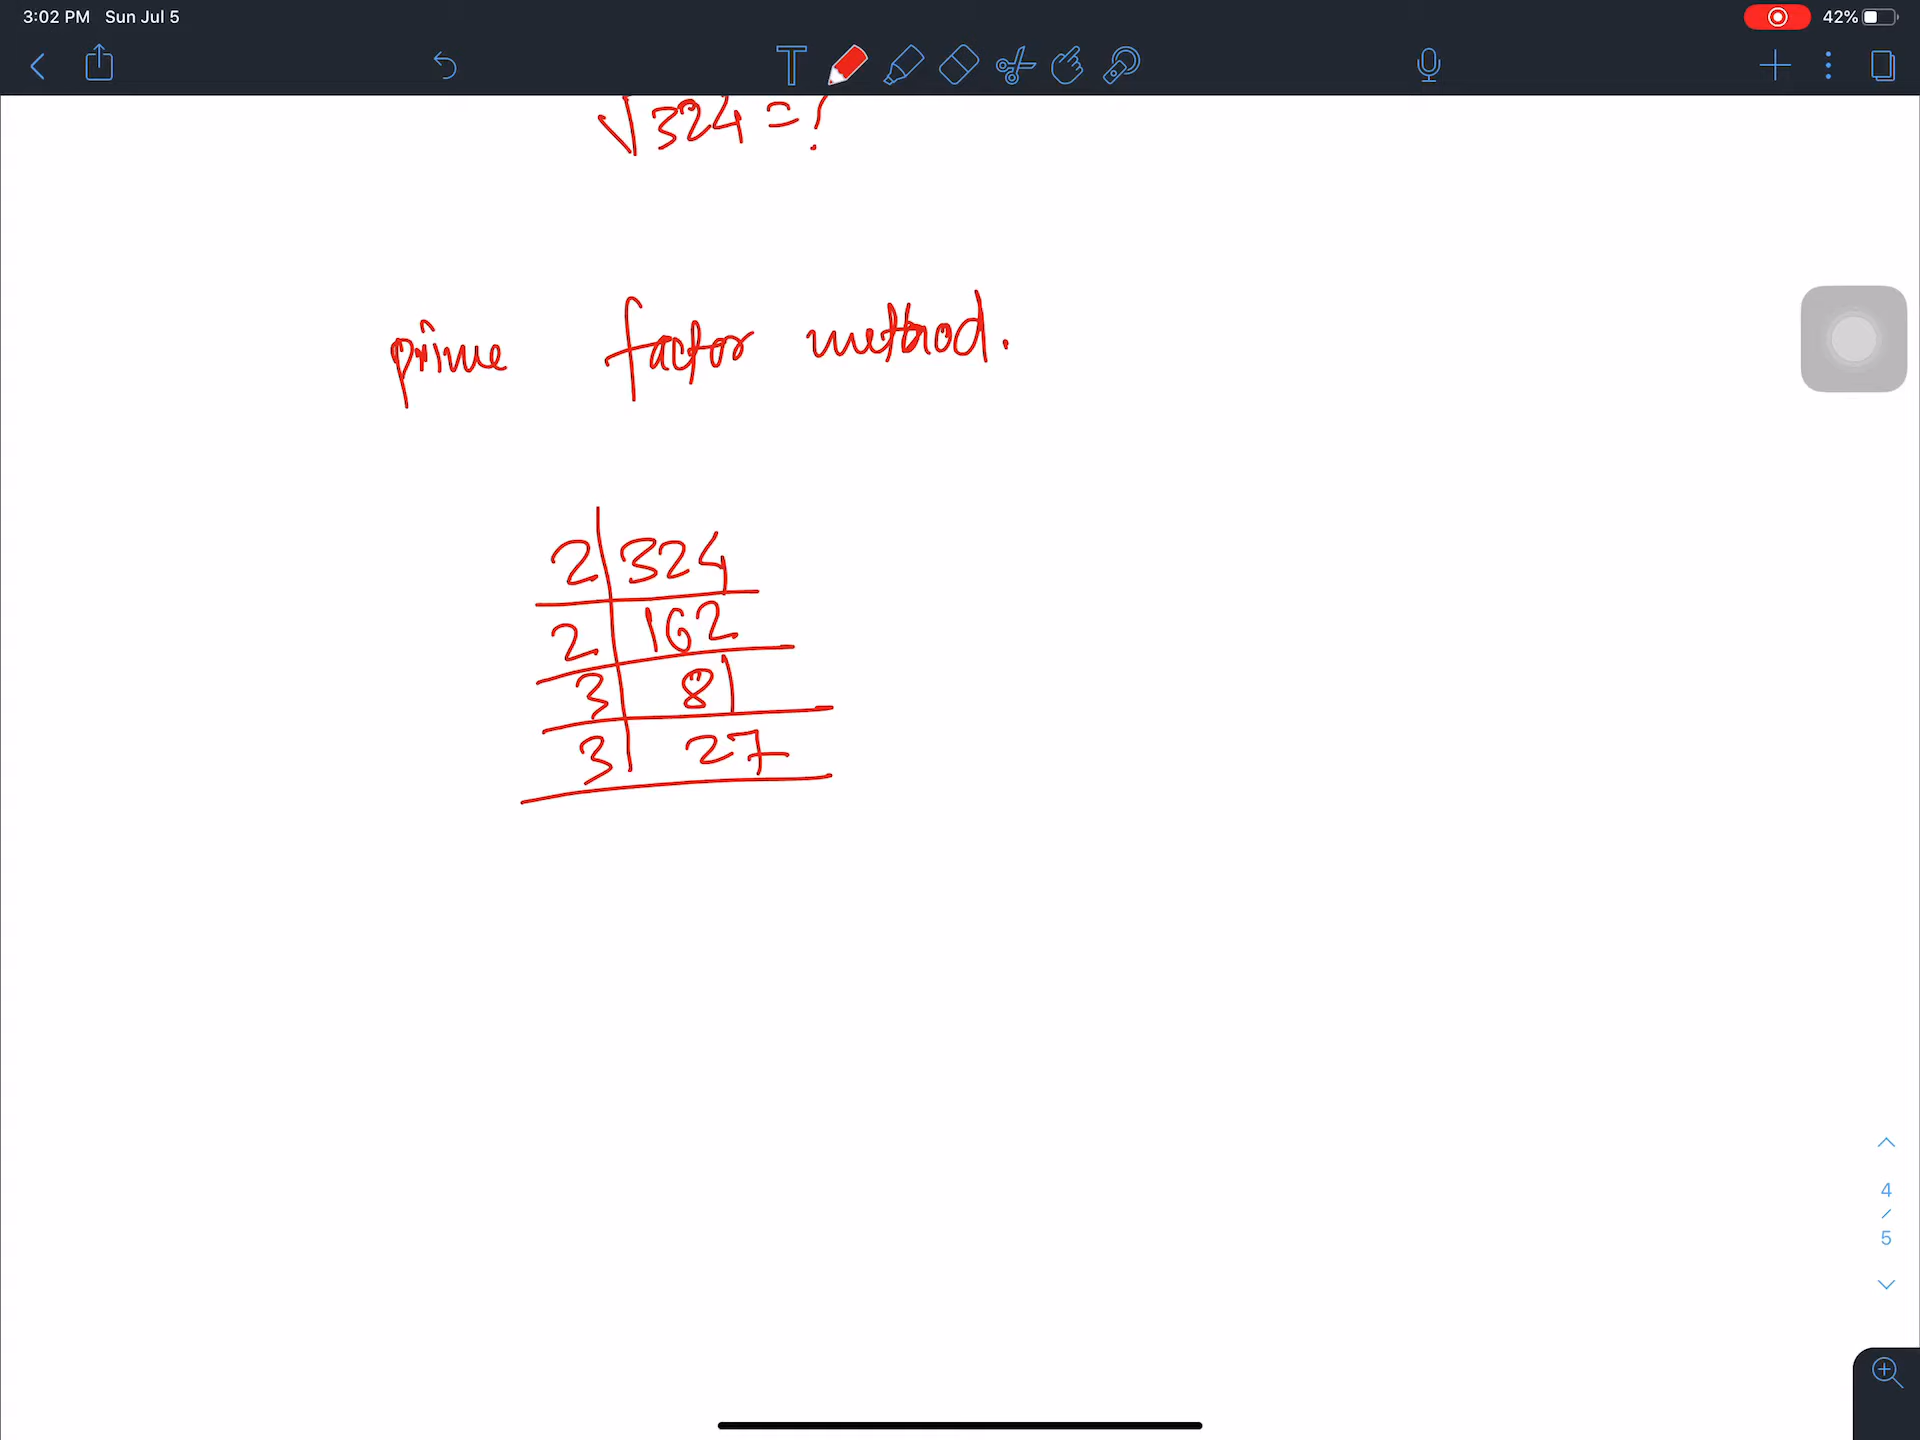 3:02 PM Sun Jul 5
42%
√324 = ?
prime factor method.
2 324
2 162
3 81
3 27
4
/
5